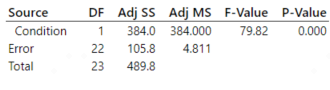 Source DF Adj SS Adj MS F-Value P-Value
Condition 1 384.0 384.000 79.82 0.000
Error 22 105.8 4.811
Total 23 489.8